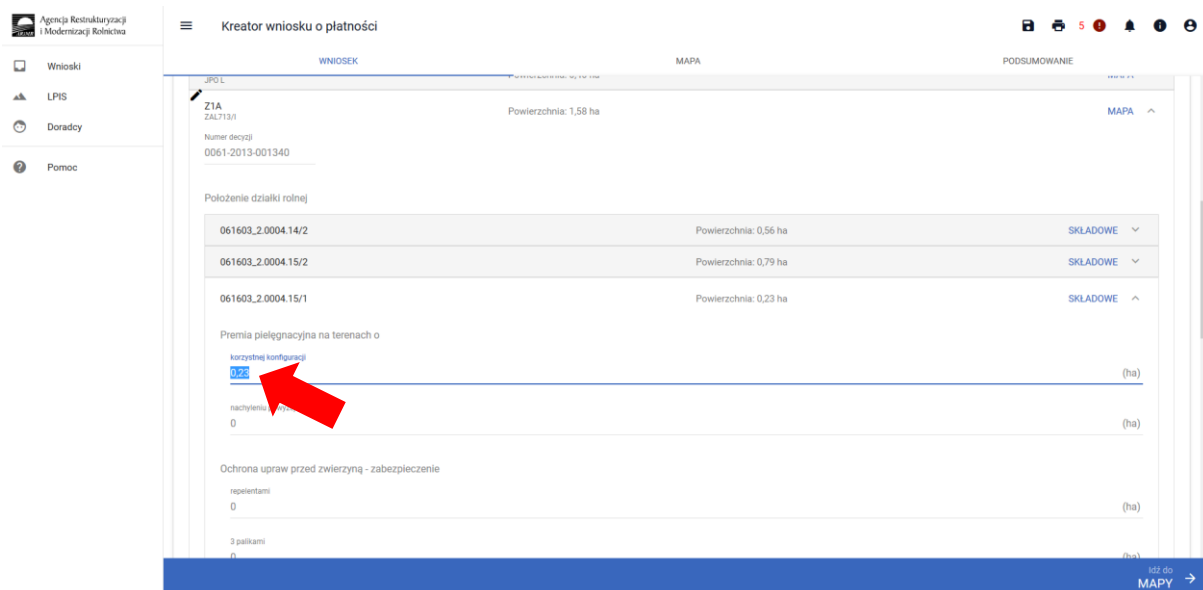 Agencja Restrukturyzacji
i Modernizacji Rolnictwa
Kreator wniosku o płatności
5
Wnioski
LPIS
Doradcy
Pomoc
WNIOSEK MAPA PODSUMOWANIE
JPO L
Z1A
ZAL713/I
Powierzchnia: 1,58 ha
MAPA
Numer decyzji
0061-2013-001340
Położenie działki rolnej
061603_2.0004.14/2 Powierzchnia: 0,56 ha SKŁADOWE
061603_2.0004.15/2 Powierzchnia: 0,79 ha SKŁADOWE
061603_2.0004.15/1 Powierzchnia: 0,23 ha SKŁADOWE
Premia pielęgnacyjna na terenach o
korzystnej konfiguracji
0,23 (ha)
nachyleniu
0 (ha)
Ochrona upraw przed zwierzyną - zabezpieczenie
repelentami
0 (ha)
3 palikami
0 (ha)
Idź do
MAPY